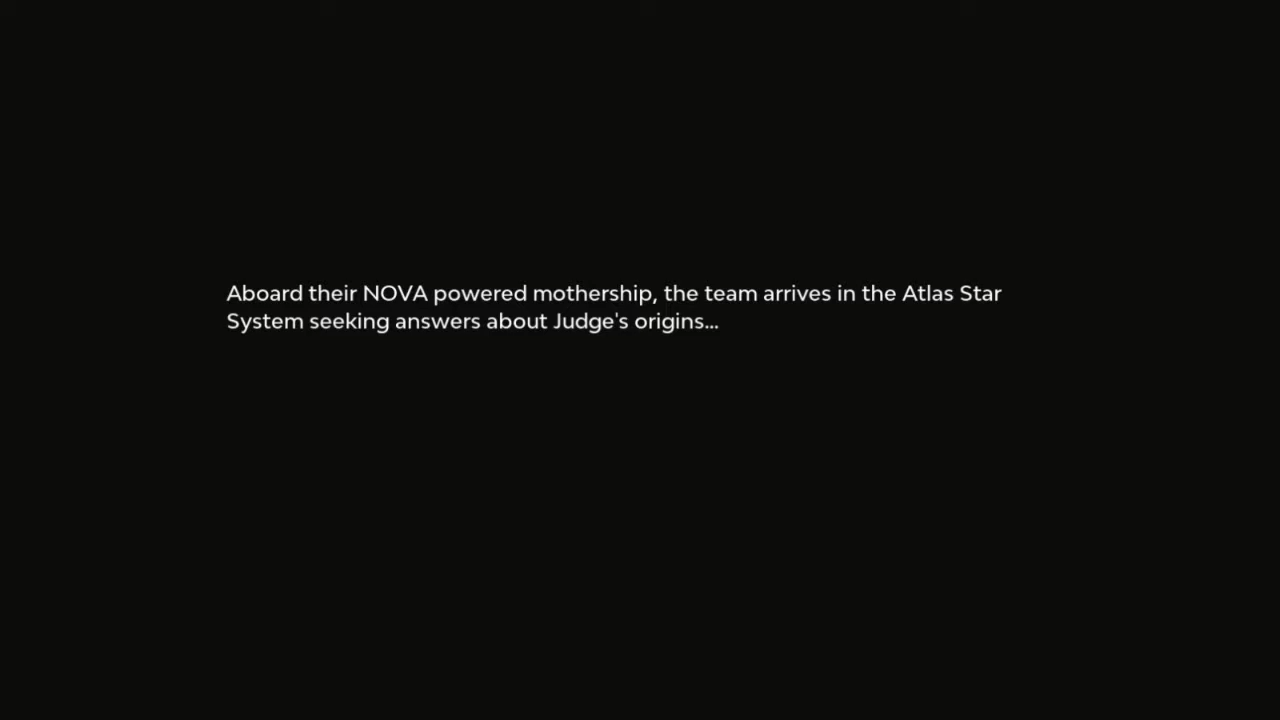 Aboard their NOVA powered mothership, the team arrives in the Atlas Star
System seeking answers about Judge's origins...